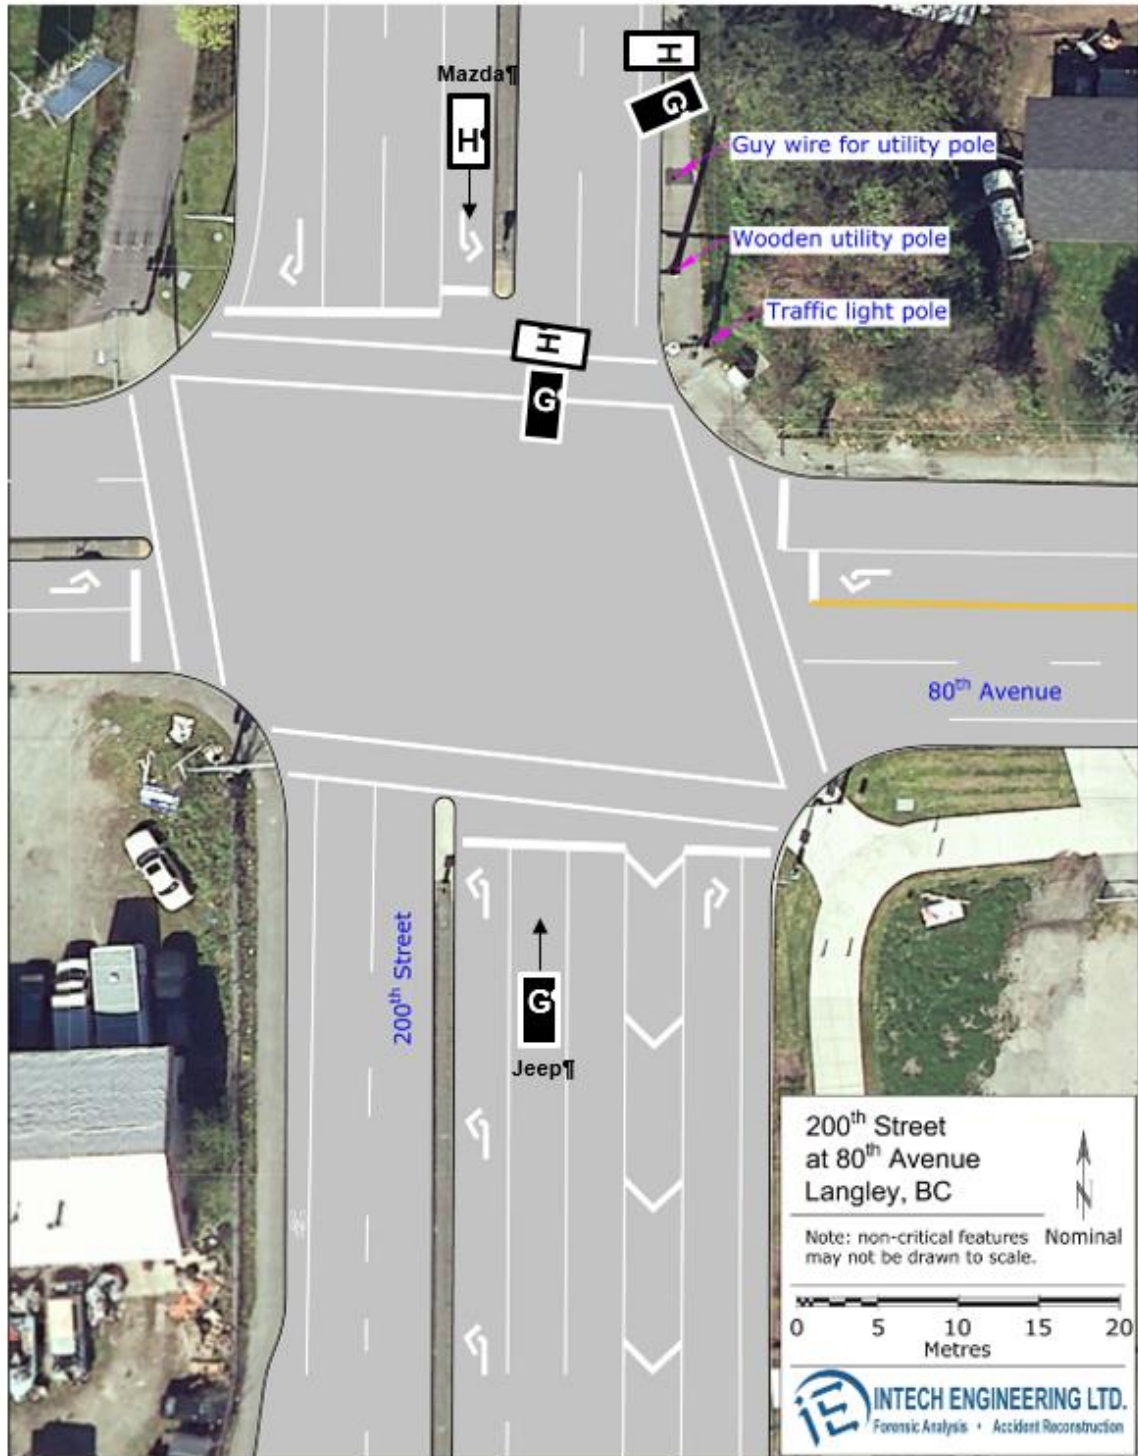 H
Mazda¶
G
H
Guy wire for utility pole
Wooden utility pole
Traffic light pole
H
G
80th Avenue
200th Street
G
Jeep¶
200th Street
at 80th Avenue
Langley, BC
N
Note: non-critical features
may not be drawn to scale.
Nominal
0 5 10 15 20
Metres
iE
INTECH ENGINEERING LTD.
Forensic Analysis • Accident Reconstruction